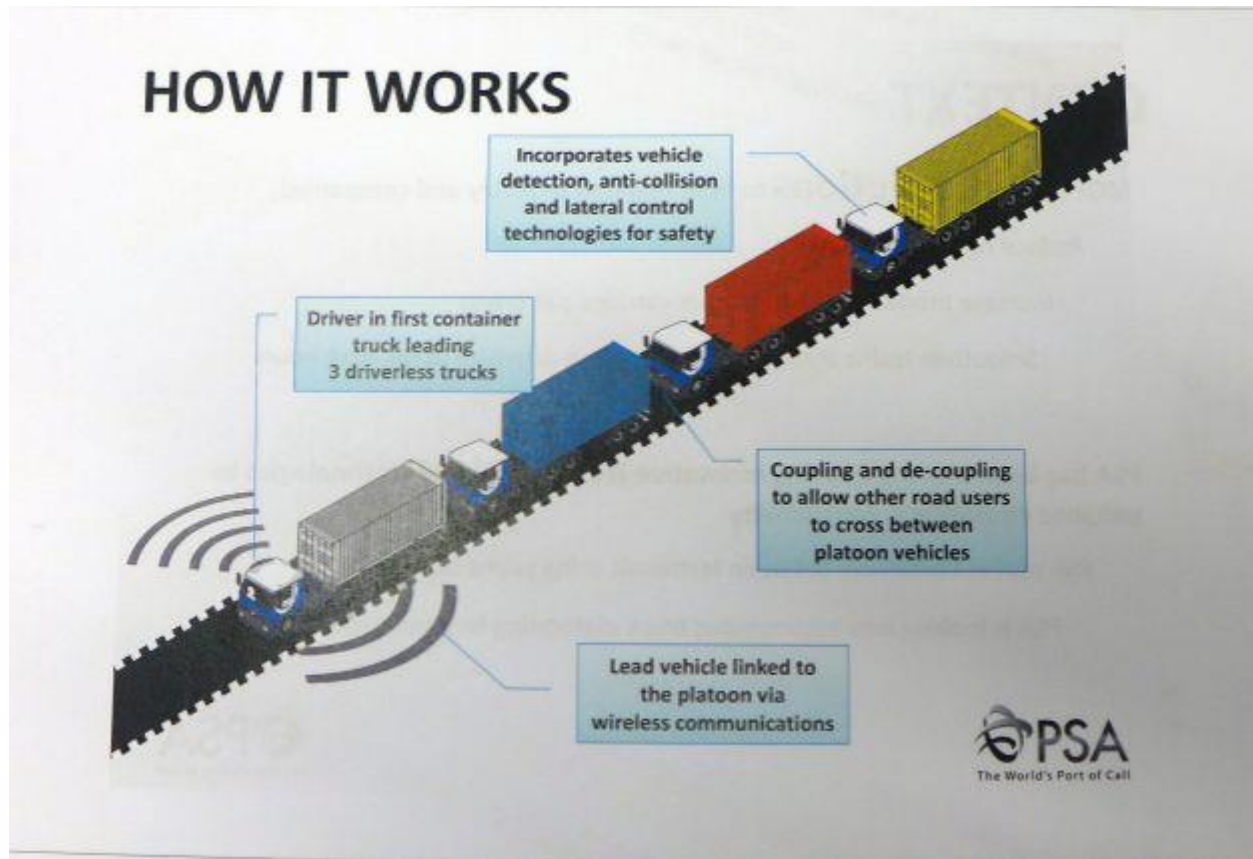 HOW IT WORKS
Incorporates vehicle
detection, anti-collision
and lateral control
technologies for safety
Driver in first container
truck leading
3 driverless trucks
Coupling and de-coupling
to allow other road users
to cross between
platoon vehicles
Lead vehicle linked to
the platoon via
wireless communications
PSA
The World's Port of Call